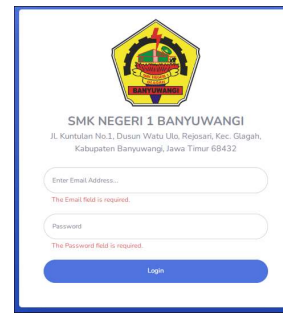 BANYUWANGI
SMK NEGERI 1 BANYUWANGI
Jl. Kuntulan No.1, Dusun Watu Ulo, Rejosari, Kec. Glagah,
Kabupaten Banyuwangi, Jawa Timur 68432
Enter Email Address...
The Email field is required.
Password
The Password field is required.
Login